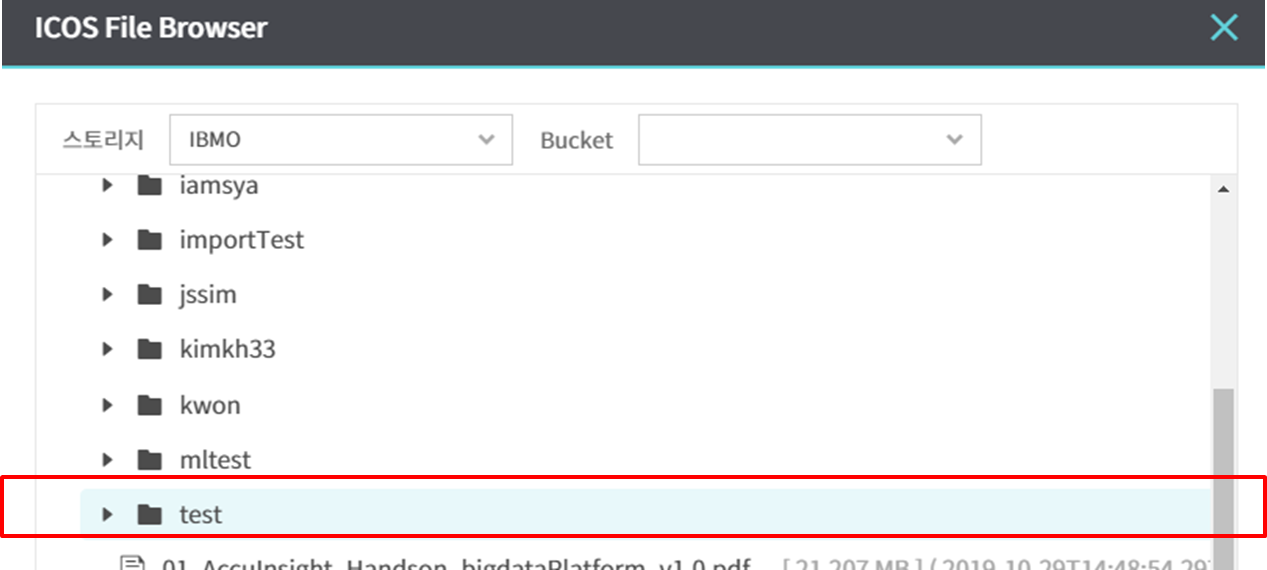 ICOS File Browser
스토리지 IBMO Bucket
iamsya
importTest
jssim
kimkh33
kwon
mltest
test
01_AccuInsight_Handson_bigdataPlatform_v1.0.pdf [ 21.207 MB ] ( 2019-10-29T14:48:54.29